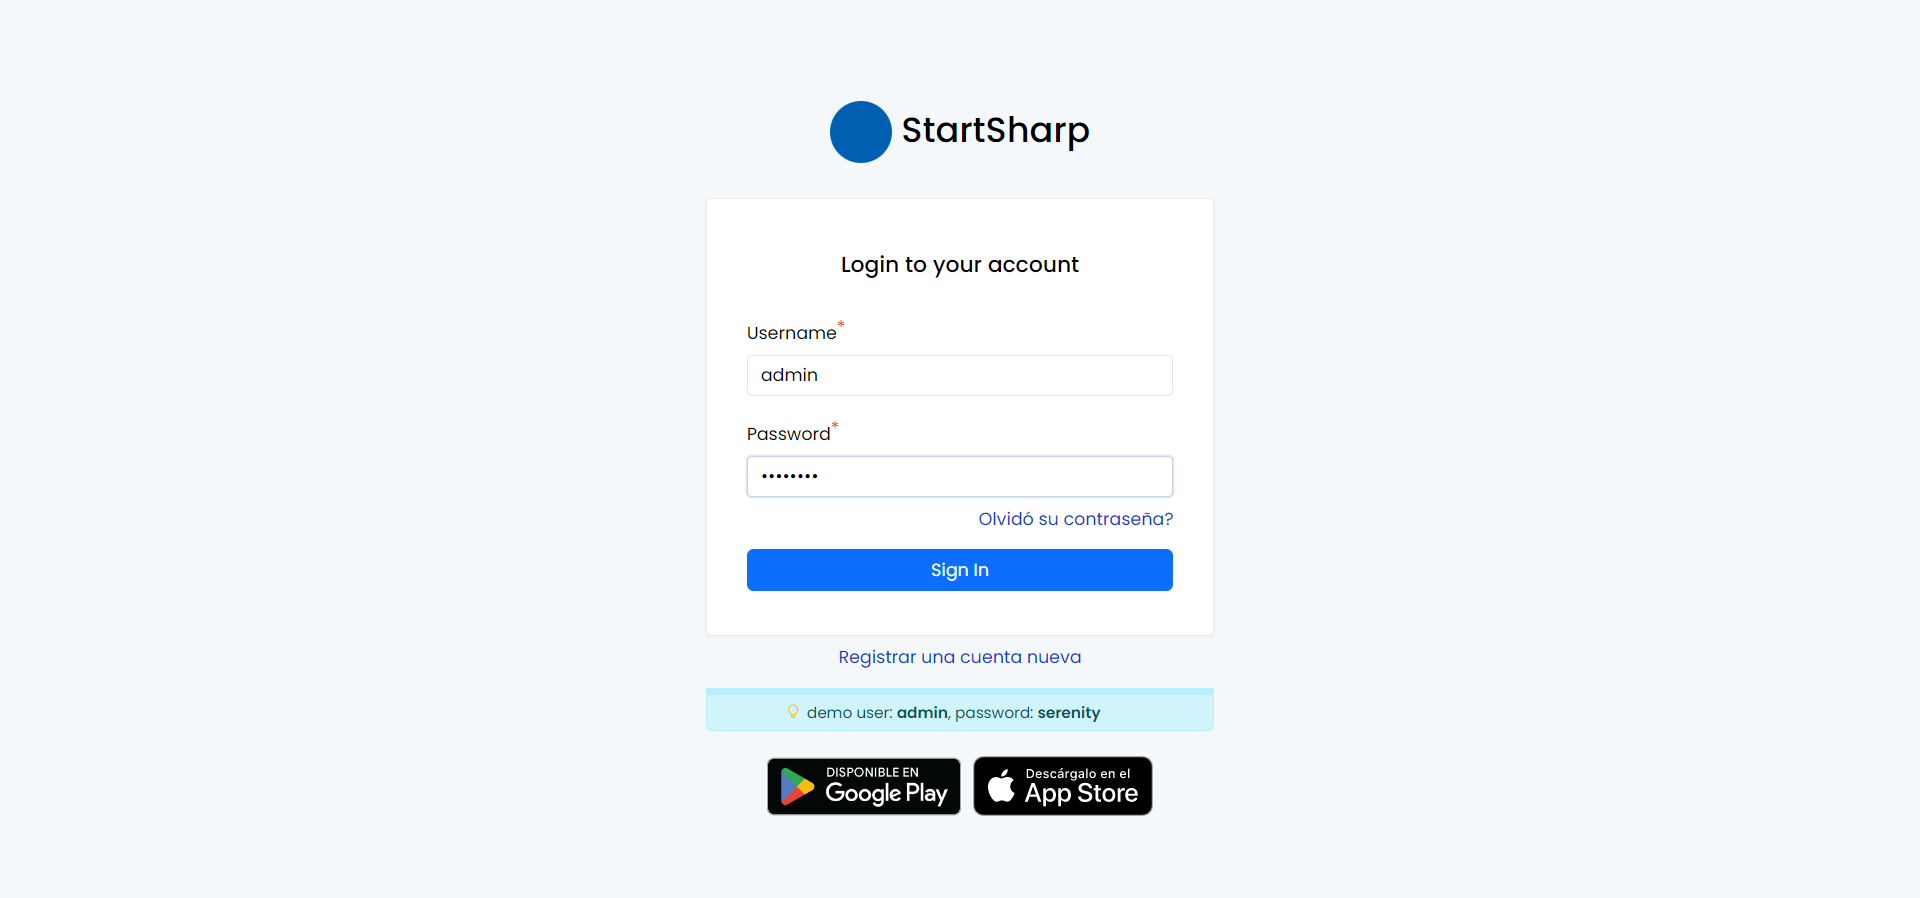 StartSharp
Login to your account
Username*
admin
Password*
••••••••
Olvidó su contraseña?
Sign In
Registrar una cuenta nueva
demo user: admin, password: serenity
DISPONIBLE EN
Google Play
Descárgalo en el
App Store